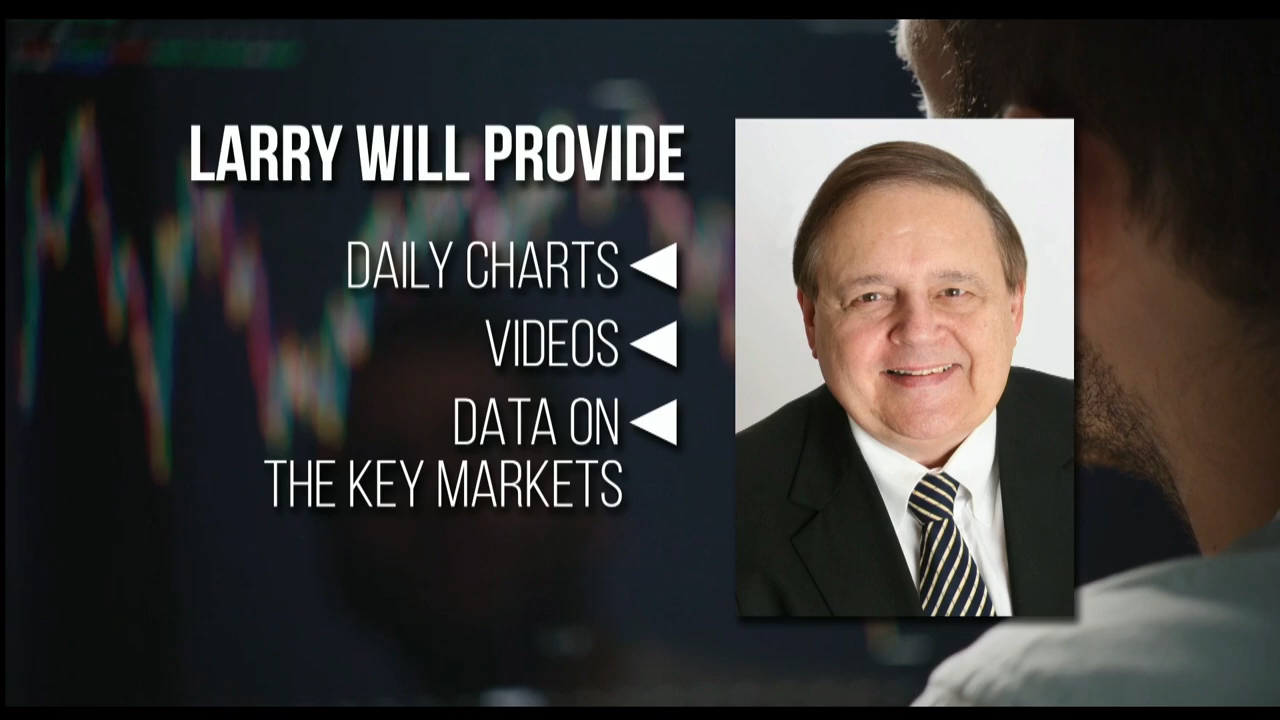 LARRY WILL PROVIDE
DAILY CHARTS
VIDEOS
DATA ON
THE KEY MARKETS